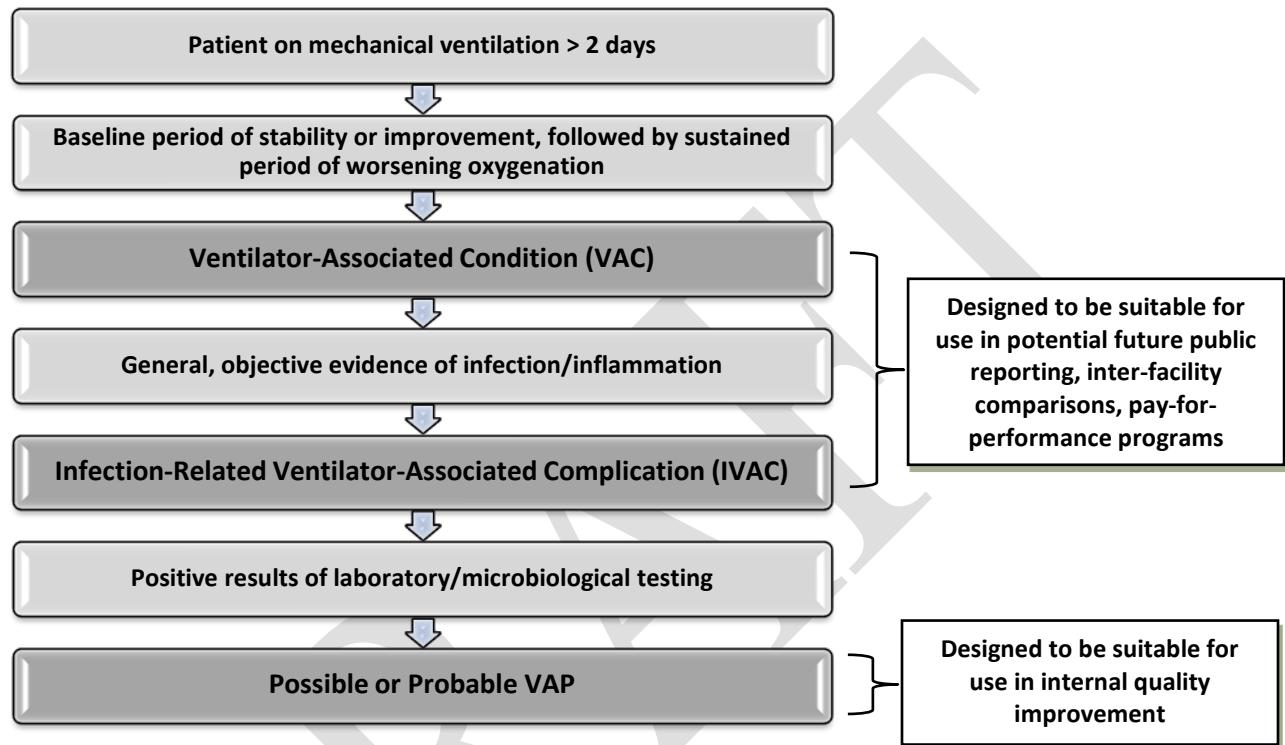 Patient on mechanical ventilation > 2 days
Baseline period of stability or improvement, followed by sustained
period of worsening oxygenation
Ventilator-Associated Condition (VAC)
General, objective evidence of infection/inflammation
Infection-Related Ventilator-Associated Complication (IVAC)
Positive results of laboratory/microbiological testing
Possible or Probable VAP
Designed to be suitable for
use in potential future public
reporting, inter-facility
comparisons, pay-for-
performance programs
Designed to be suitable for
use in internal quality
improvement
DRAFT